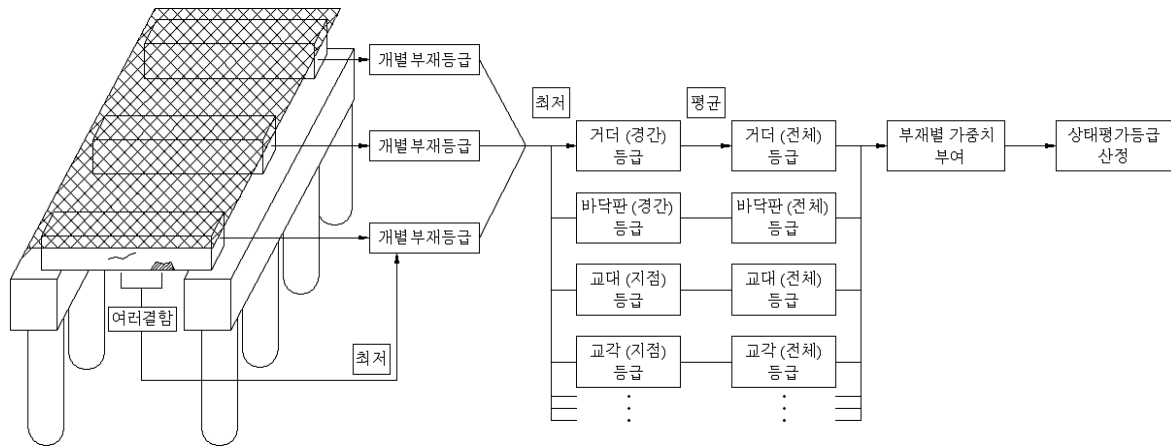 개별부재등급
개별부재등급
개별부재등급
여러결함
최저
최저
평균
거더 (경간)
등급
거더 (전체)
등급
부재별 가중치
부여
상태평가등급
산정
바닥판 (경간)
등급
바닥판 (전체)
등급
교대 (지점)
등급
교대 (전체)
등급
교각 (지점)
등급
교각 (전체)
등급